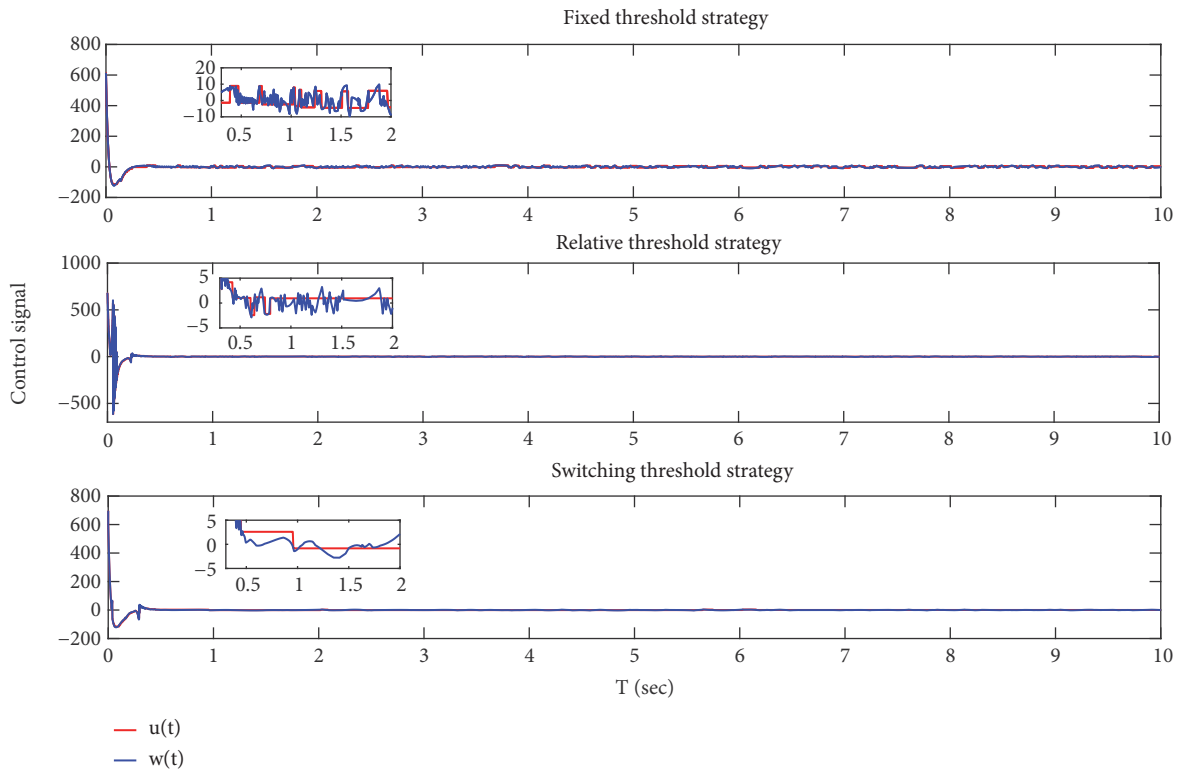 Fixed threshold strategy
800
600
400
200
0
−200
20
10
0
−10
0.5 1 1.5 2
0 1 2 3 4 5 6 7 8 9 10
Relative threshold strategy
1000
500
0
−500
5
0
−5
0.5 1 1.5 2
0 1 2 3 4 5 6 7 8 9 10
Control signal
Switching threshold strategy
800
600
400
200
0
−200
5
0
−5
0.5 1 1.5 2
0 1 2 3 4 5 6 7 8 9 10
T (sec)
u(t)
w(t)